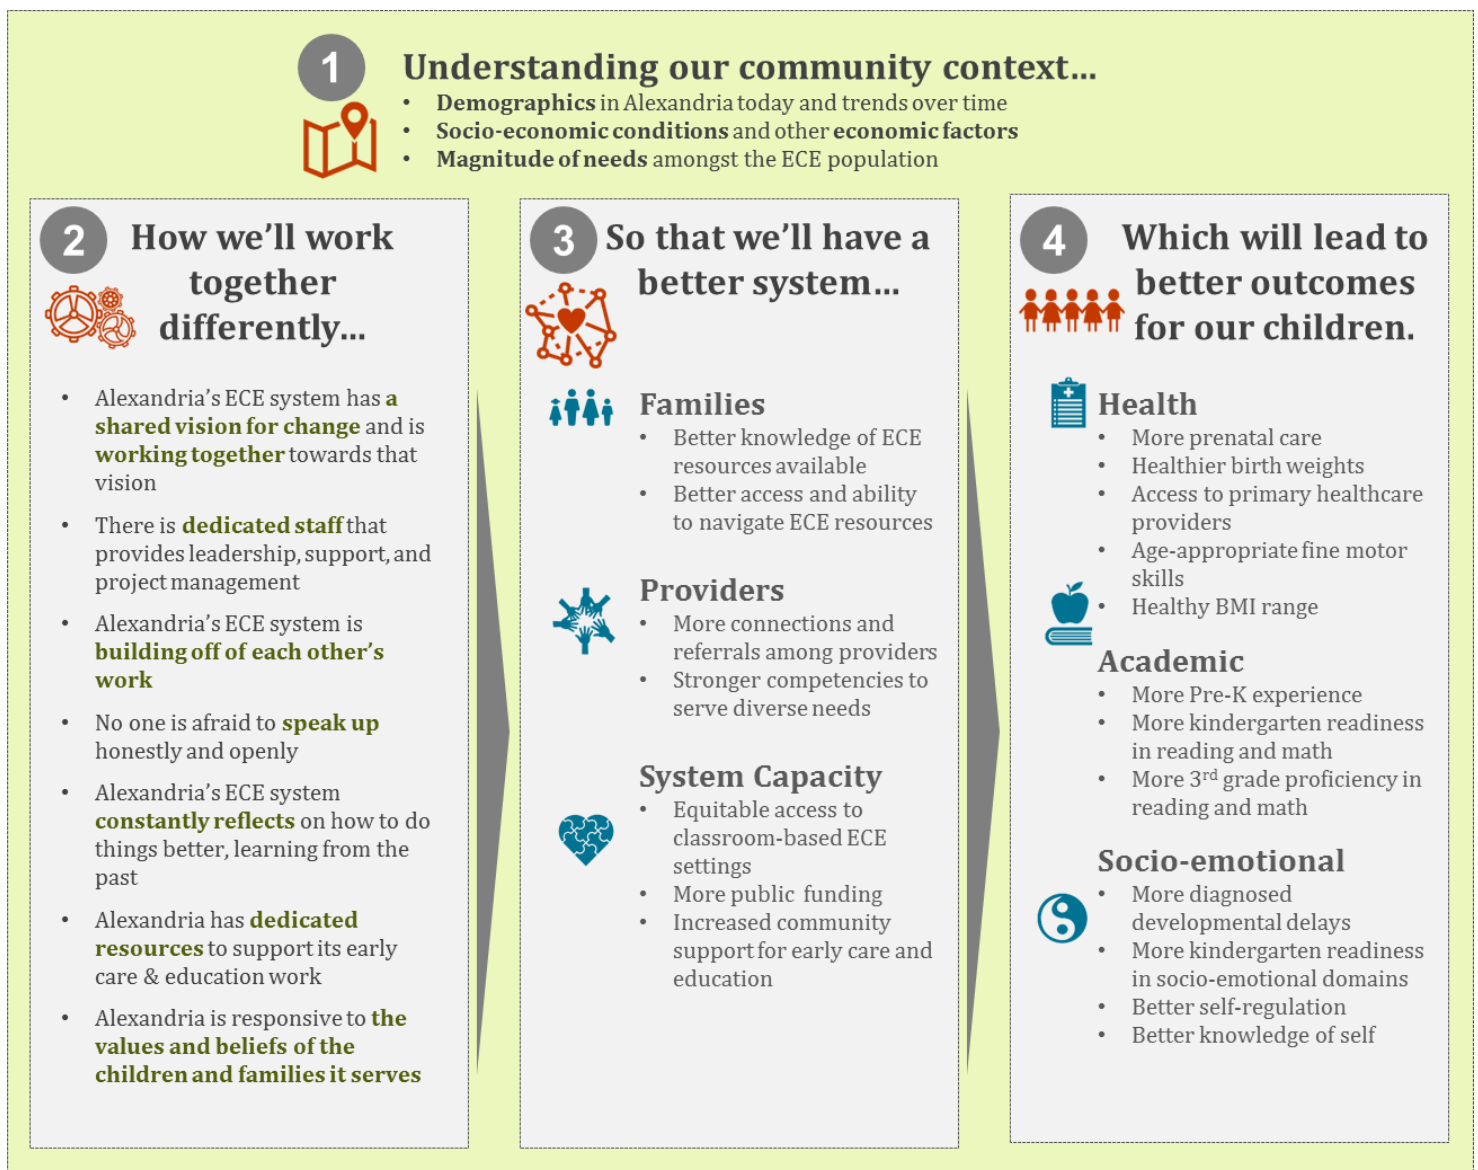 1
Understanding our community context...
• Demographics in Alexandria today and trends over time
• Socio-economic conditions and other economic factors
• Magnitude of needs amongst the ECE population
2
How we’ll work
together
differently...
• Alexandria’s ECE system has a
shared vision for change and is
working together towards that
vision
• There is dedicated staff that
provides leadership, support, and
project management
• Alexandria’s ECE system is
building off of each other’s
work
• No one is afraid to speak up
honestly and openly
• Alexandria’s ECE system
constantly reflects on how to do
things better, learning from the
past
• Alexandria has dedicated
resources to support its early
care & education work
• Alexandria is responsive to the
values and beliefs of the
children and families it serves
3
So that we’ll have a
better system...
Families
• Better knowledge of ECE
resources available
• Better access and ability
to navigate ECE resources
Providers
• More connections and
referrals among providers
• Stronger competencies to
serve diverse needs
System Capacity
• Equitable access to
classroom-based ECE
settings
• More public funding
• Increased community
support for early care and
education
4
Which will lead to
better outcomes
for our children.
Health
• More prenatal care
• Healthier birth weights
• Access to primary healthcare
providers
• Age-appropriate fine motor
skills
• Healthy BMI range
Academic
• More Pre-K experience
• More kindergarten readiness
in reading and math
• More 3rd grade proficiency in
reading and math
Socio-emotional
• More diagnosed
developmental delays
• More kindergarten readiness
in socio-emotional domains
• Better self-regulation
• Better knowledge of self